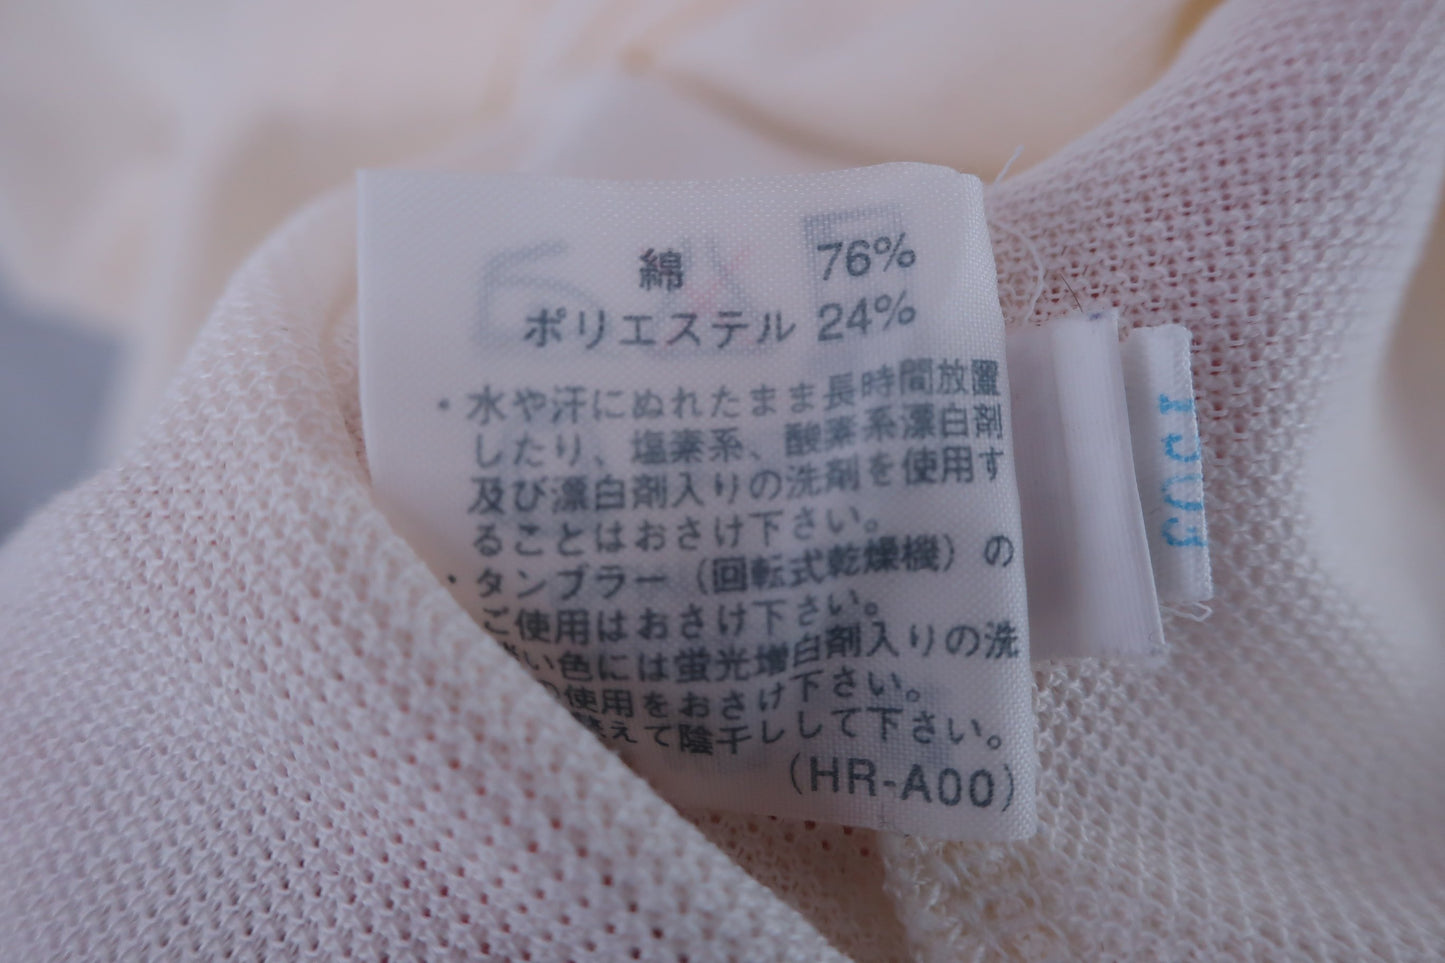 綿 76%
ポリエステル 24%
・水や汗にぬれたまま長時間放置
したり、塩素系、酸素系漂白剤
及び漂白剤入りの洗剤を使用す
ることはおさけ下さい。
・タンブラー（回転式乾燥機）の
ご使用はおさけ下さい。
い色には蛍光増白剤入りの洗
使用をおさけ下さい。
えて陰干しして下さい。
(HR-A00)